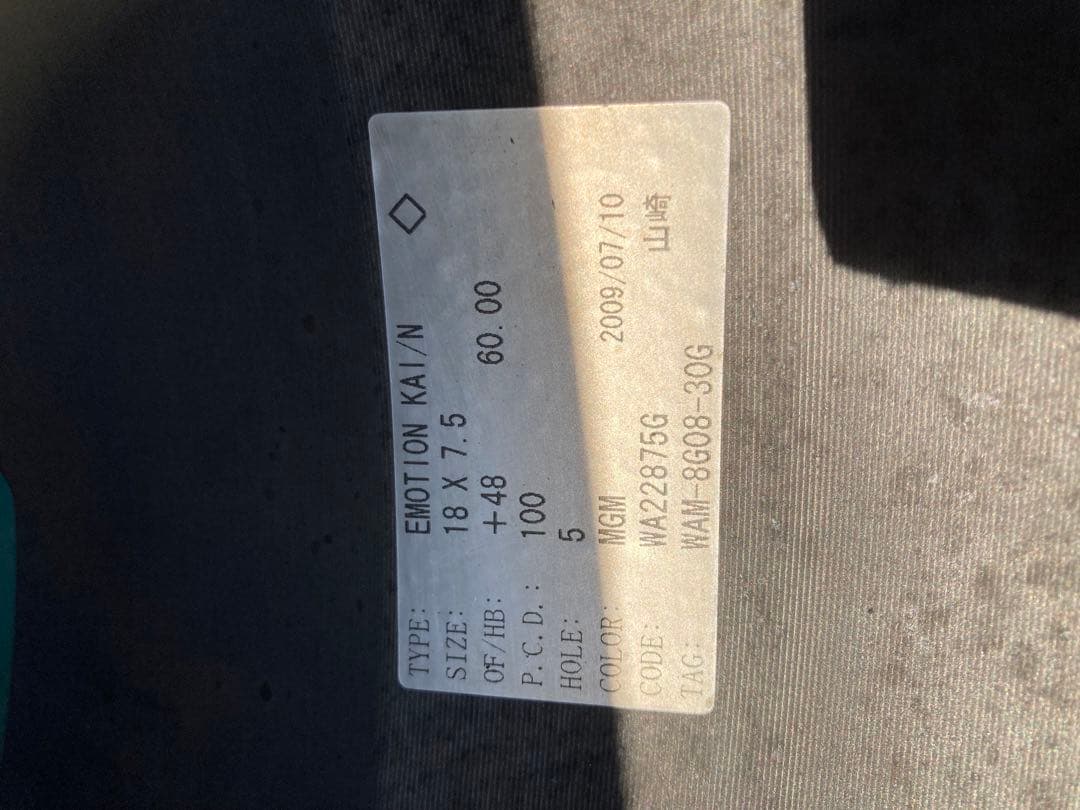 TYPE: EMOTION KAI/N ◇
SIZE: 18 X 7.5
OF/HB: +48 60.00
P.C.D.: 100
HOLE: 5
COLOR: MGM 2009/07/10
CODE: WA22875G 山崎
TAG: WAM-8G08-30G